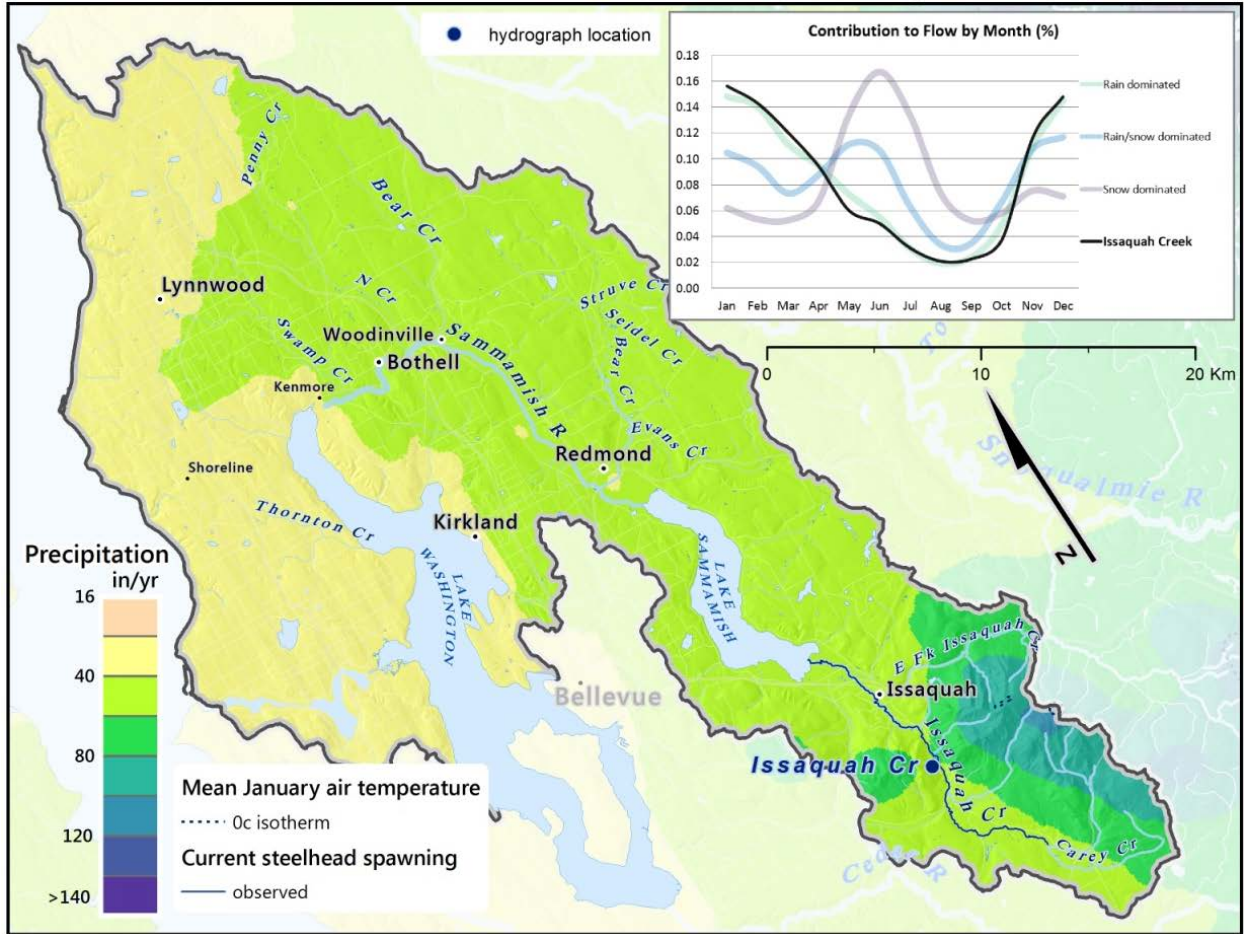 hydrograph location
Contribution to Flow by Month (%)
0.18
0.16
0.14
0.12
0.10
0.08
0.06
0.04
0.02
0.00
Jan Feb Mar Apr May Jun Jul Aug Sep Oct Nov Dec
Rain dominated
Rain/snow dominated
Snow dominated
Issaquah Creek
0 10 20 Km
N
Penny Cr
Bear Cr
Lynnwood
N Cr
Struve Cr
Seidel Cr
Bear Cr
Woodinville
Sammamish R
Swamp Cr
Bothell
Kenmore
Evans Cr
Redmond
Shoreline
Thornton Cr
Kirkland
Snoqualmie R
LAKE
WASHINGTON
LAKE
SAMMAMISH
Bellevue
E Fk Issaquah Cr
Issaquah
Issaquah Cr
Issaquah Cr
Carey Cr
Cedar R
To
Precipitation
in/yr
16
40
80
120
>140
Mean January air temperature
0c isotherm
Current steelhead spawning
observed